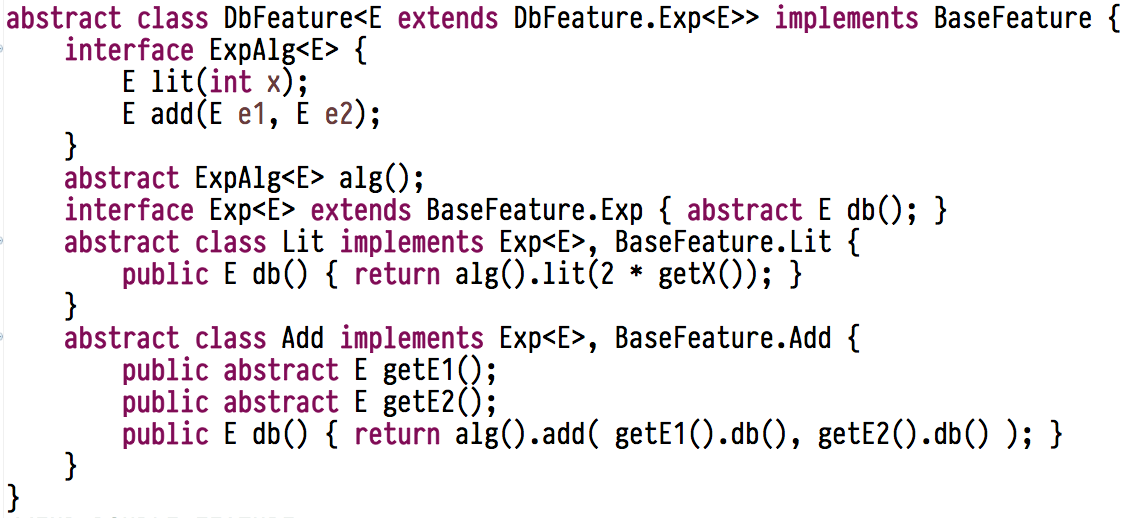 abstract class DbFeature<E extends DbFeature.Exp<E>> implements BaseFeature {
    interface ExpAlg<E> {
        E lit(int x);
        E add(E e1, E e2);
    }
    abstract ExpAlg<E> alg();
    interface Exp<E> extends BaseFeature.Exp { abstract E db(); }
    abstract class Lit implements Exp<E>, BaseFeature.Lit {
        public E db() { return alg().lit(2 * getX()); }
    }
    abstract class Add implements Exp<E>, BaseFeature.Add {
        public abstract E getE1();
        public abstract E getE2();
        public E db() { return alg().add( getE1().db(), getE2().db() ); }
    }
}